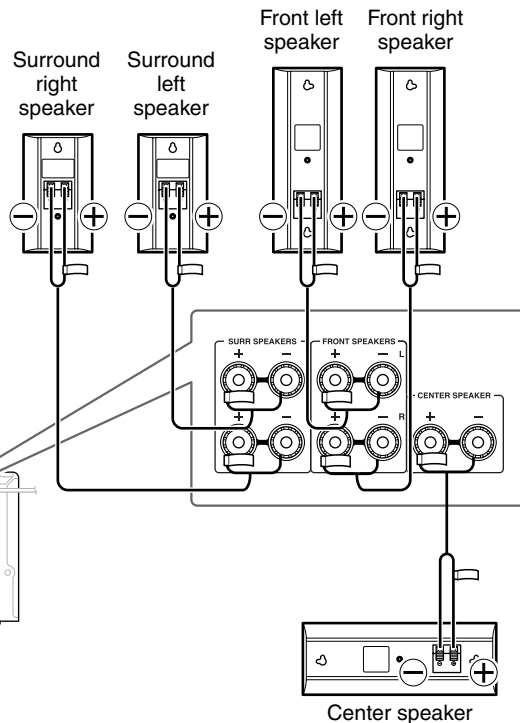 Front left
speaker
Front right
speaker
Surround
right
speaker
Surround
left
speaker
− +
− +
− +
− +
SURR SPEAKERS
FRONT SPEAKERS
+ − + − L
CENTER SPEAKER
+ − + − R + −
− +
Center speaker